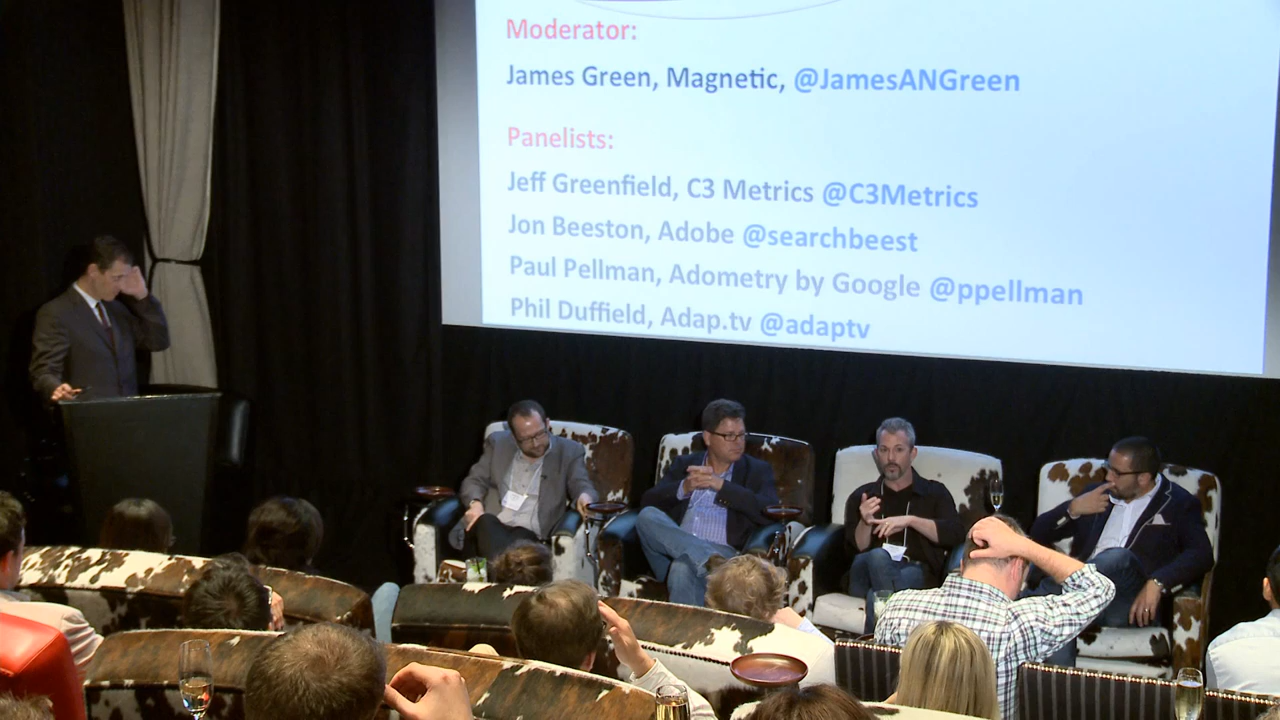 Moderator:
James Green, Magnetic, @JamesANGreen
Panelists:
Jeff Greenfield, C3 Metrics @C3Metrics
Jon Beeston, Adobe @searchbeest
Paul Pellman, Adometry by Google @ppellman
Phil Duffield, Adap.tv @adaptv